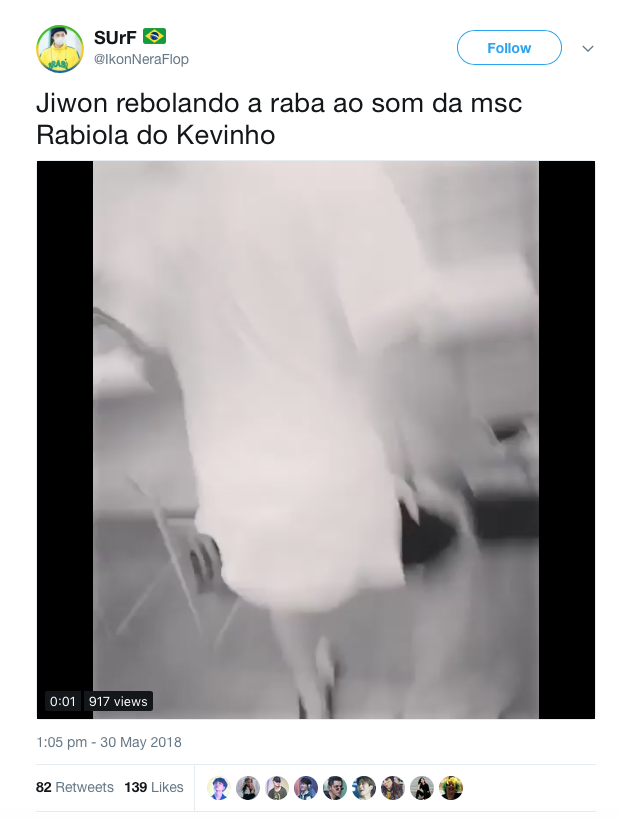 SUrF 🇧🇷
@IkonNeraFlop
Follow
Jiwon rebolando a raba ao som da msc
Rabiola do Kevinho
0:01 917 views
1:05 pm - 30 May 2018
82 Retweets 139 Likes